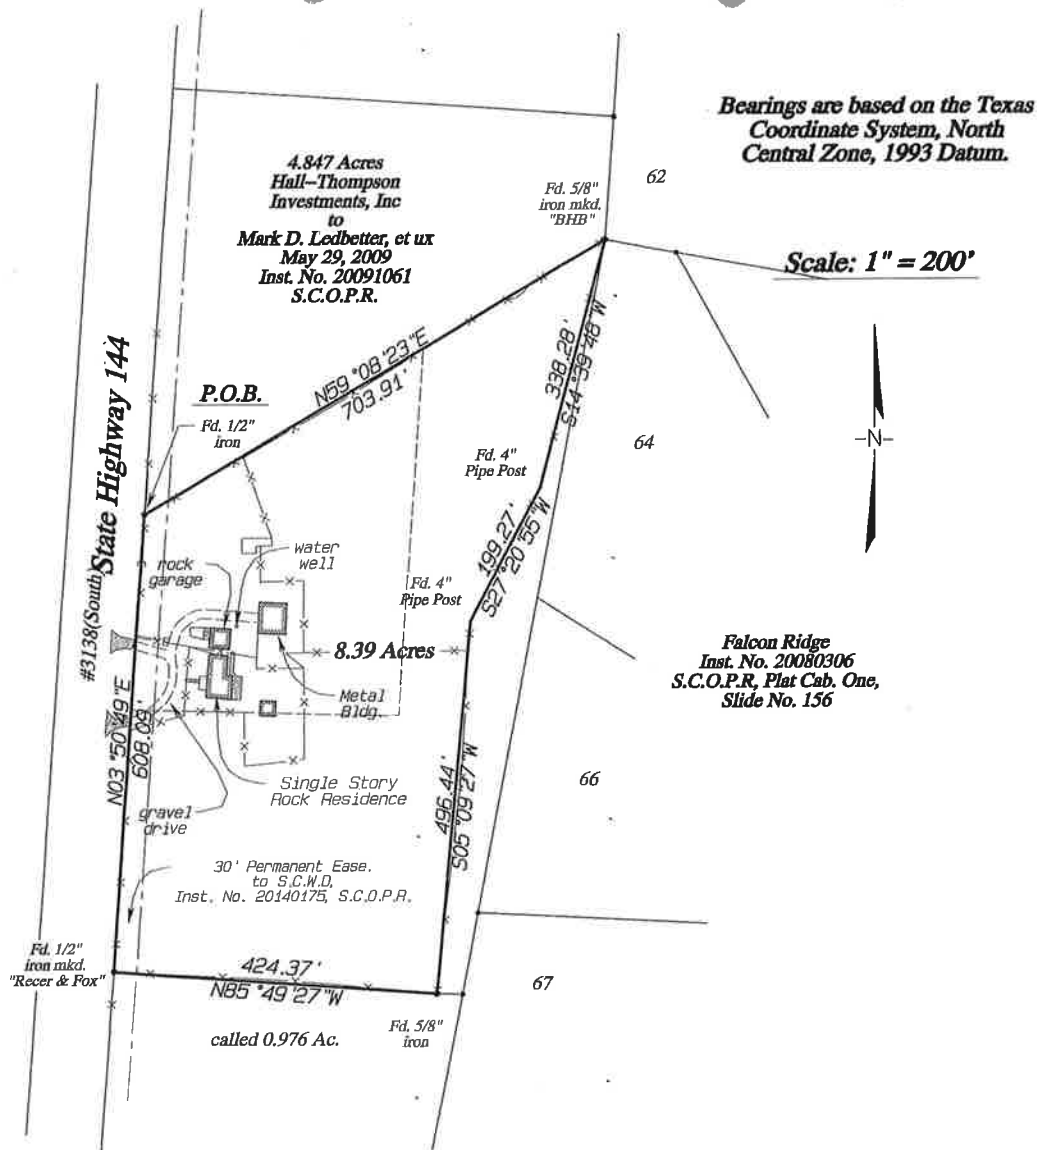 Bearings are based on the Texas
Coordinate System, North
Central Zone, 1993 Datum.
4.847 Acres
Hall-Thompson
Investments, Inc
to
Mark D. Ledbetter, et ux
May 29, 2009
Inst. No. 20091061
S.C.O.P.R.
Fd. 5/8"
iron mkd.
"BHB"
62
Scale: 1" = 200'
N59°08'23"E
703.91'
338.28'
S14°39'48"W
P.O.B.
Fd. 1/2"
iron
State Highway 144
#3138(South)
64
Fd. 4"
Pipe Post
-N-
199.27'
S27°20'55"W
water
well
rock
garage
Fd. 4"
Pipe Post
8.39 Acres
Falcon Ridge
Inst. No. 20080306
S.C.O.P.R, Plat Cab. One,
Slide No. 156
Metal
Bldg.
N03°50'49"E
608.09'
496.44'
S05°09'27"W
66
Single Story
Rock Residence
gravel
drive
30' Permanent Ease.
to S.C.W.D.
Inst. No. 20140175, S.C.O.P.R.
Fd. 1/2"
iron mkd.
"Recer & Fox"
424.37'
N85°49'27"W
67
called 0.976 Ac.
Fd. 5/8"
iron